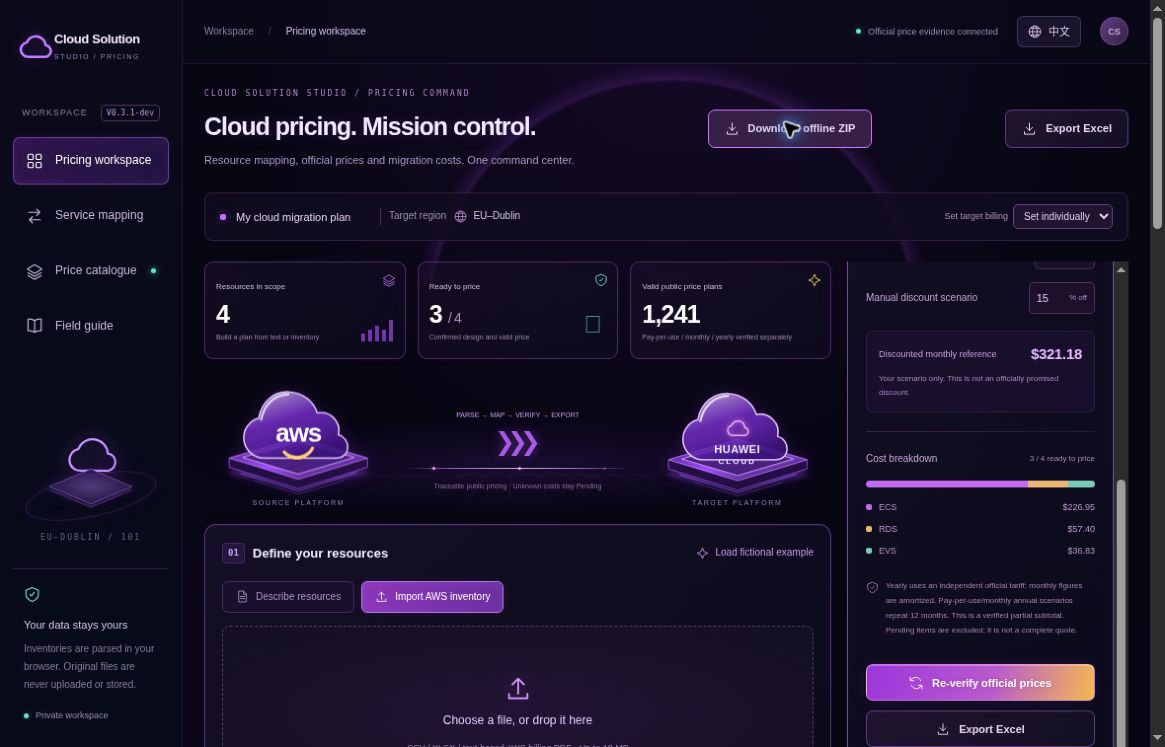 Cloud Solution
STUDIO / PRICING
WORKSPACE V0.3.1-dev
Pricing workspace
Service mapping
Price catalogue
Field guide
EU–DUBLIN / 101
Your data stays yours
Inventories are parsed in your
browser. Original files are
never uploaded or stored.
Private workspace
Workspace / Pricing workspace
Official price evidence connected
中文
CS
CLOUD SOLUTION STUDIO / PRICING COMMAND
Cloud pricing. Mission control.
Resource mapping, official prices and migration costs. One command center.
offline ZIP
Export Excel
My cloud migration plan
Target region EU–Dublin
Set target billing Set individually
Resources in scope
4
Build a plan from text or inventory
Ready to price
3 / 4
Confirmed design and valid price
Valid public price plans
1,241
Pay-per-use / monthly / yearly verified separately
aws
SOURCE PLATFORM
PARSE → MAP → VERIFY → EXPORT
Traceable public pricing · Unknown costs stay Pending
HUAWEI
CLOUD
TARGET PLATFORM
01 Define your resources
Load fictional example
Describe resources
Import AWS inventory
Choose a file, or drop it here
Manual discount scenario
15 % off
Discounted monthly reference $321.18
Your scenario only. This is not an officially promised
discount.
Cost breakdown 3 / 4 ready to price
ECS $226.95
RDS $57.40
EVS $36.83
Yearly uses an independent official tariff; monthly figures
are amortized. Pay-per-use/monthly annual scenarios
repeat 12 months. This is a verified partial subtotal.
Pending items are excluded; it is not a complete quote.
Re-verify official prices
Export Excel